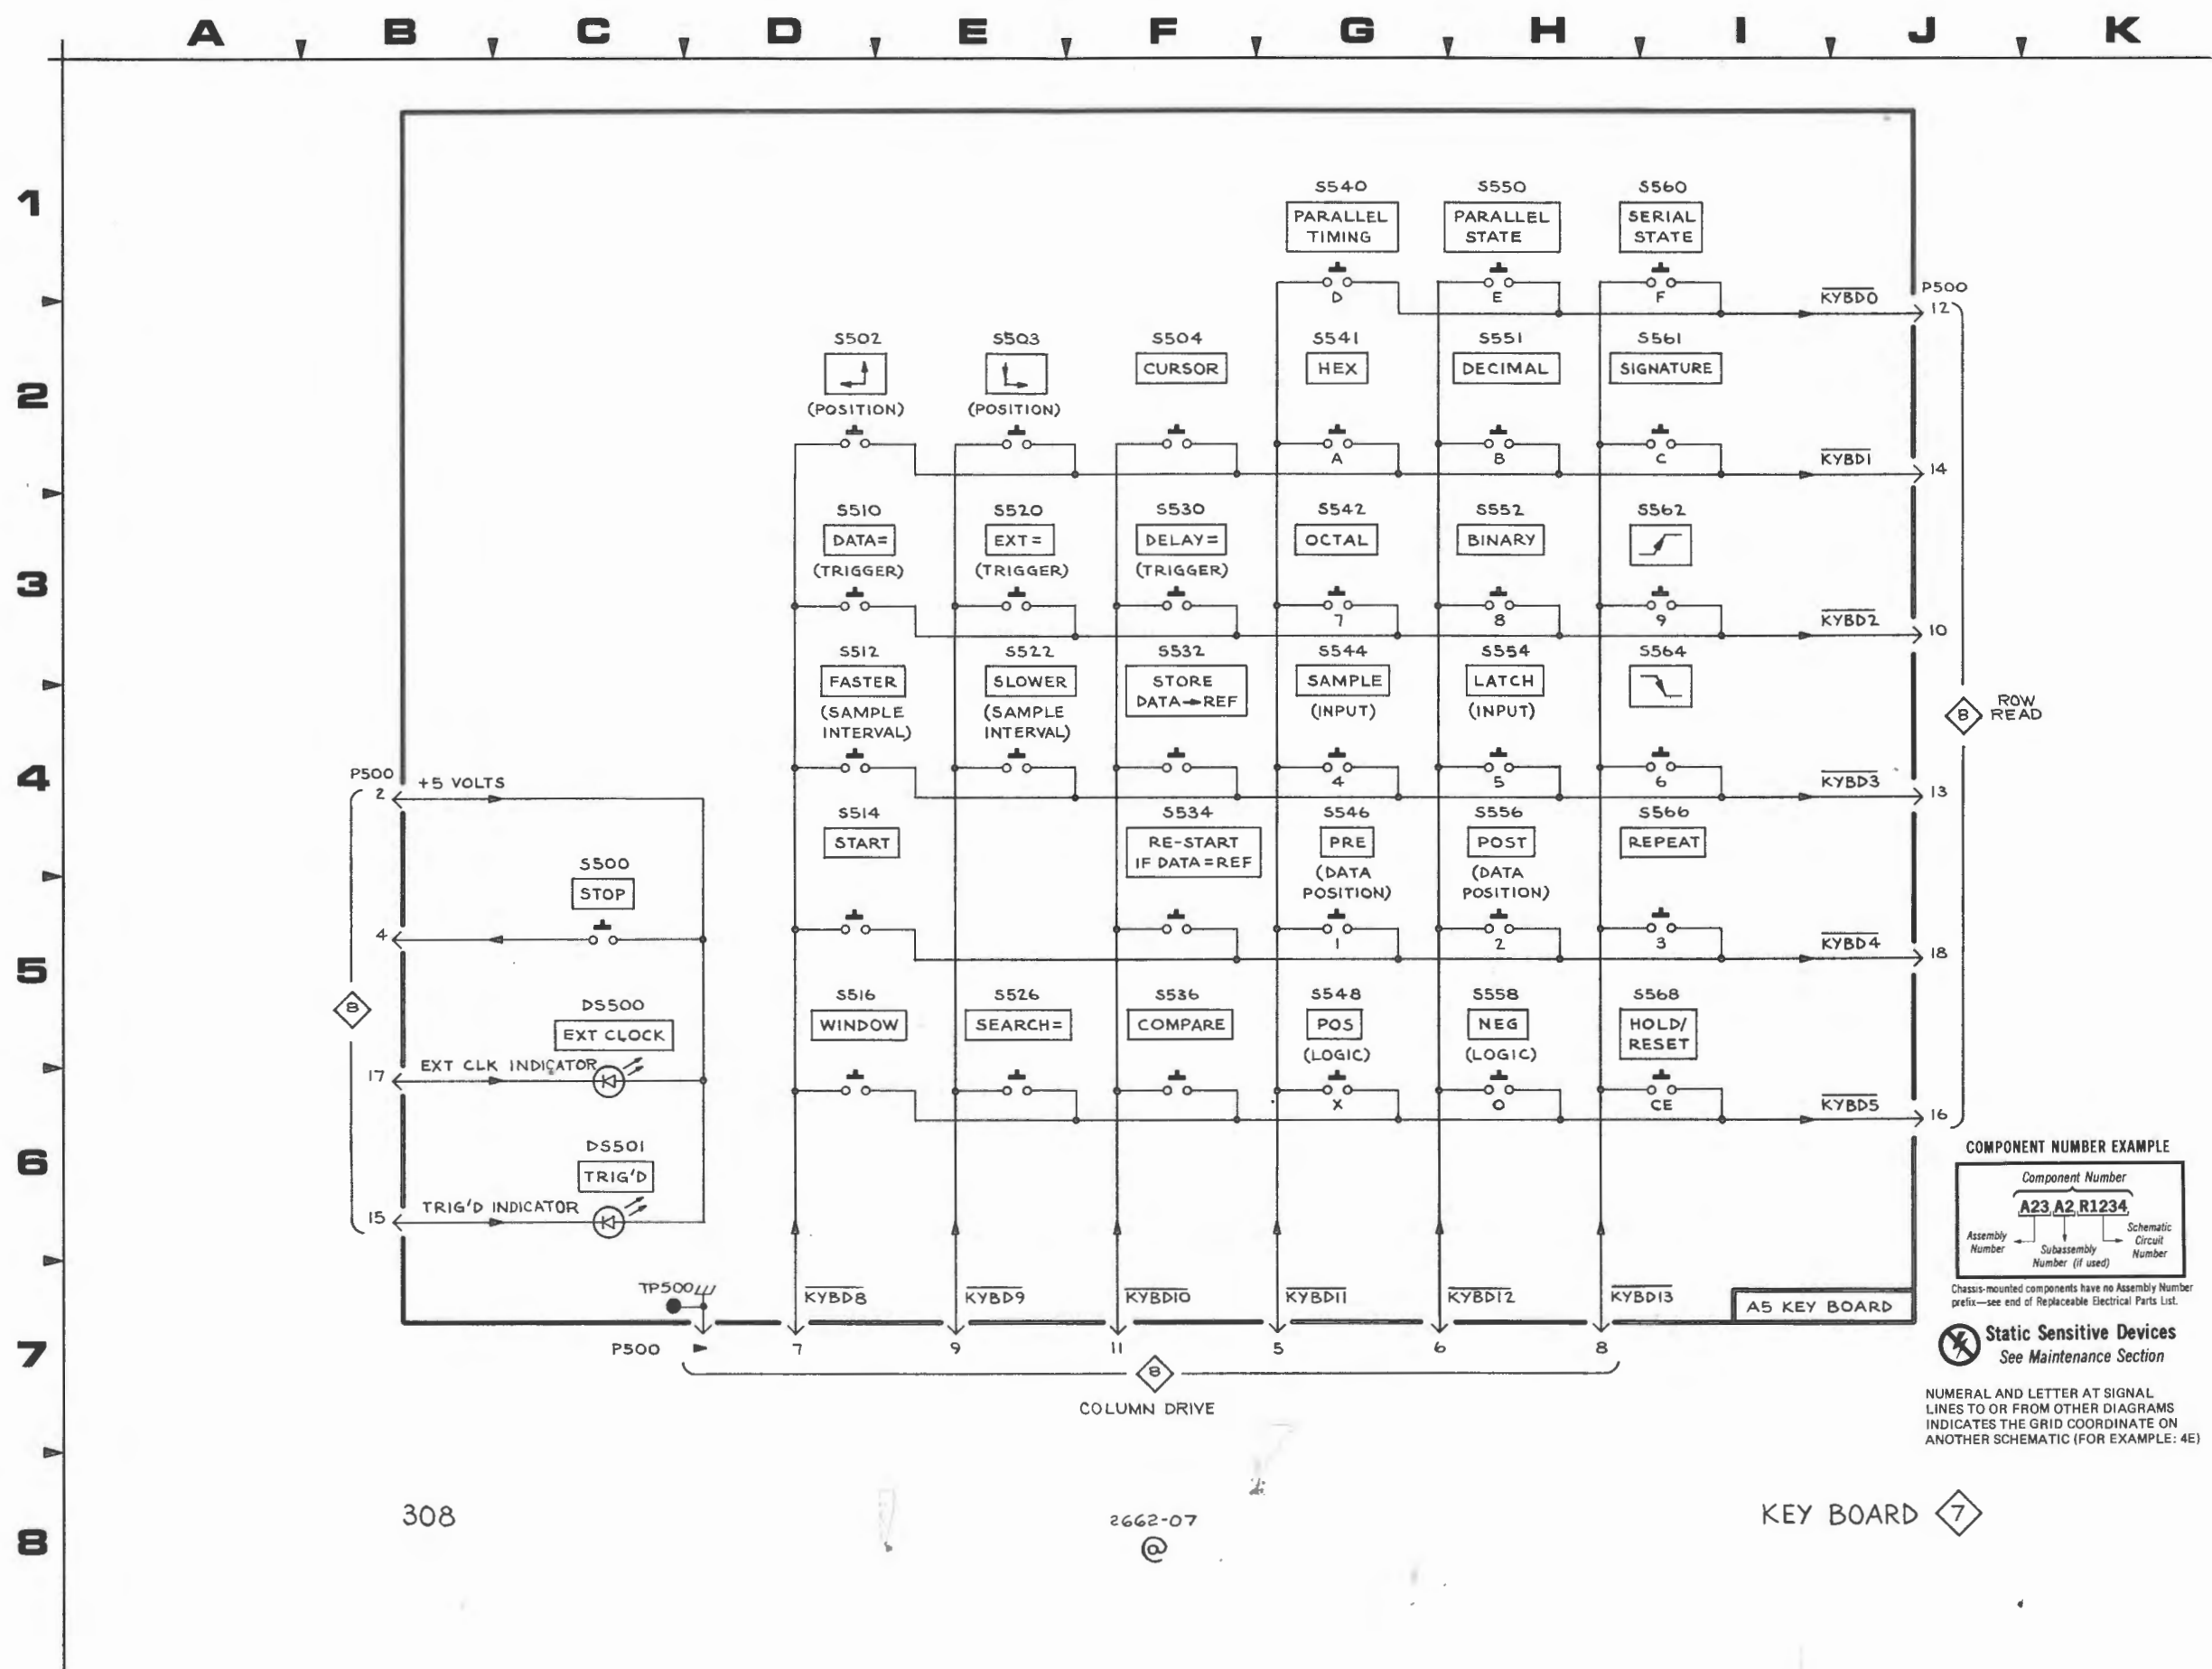 A B C D E F G H I J K
1
2
3
4
5
6
7
8
S540 S550 S560
PARALLEL TIMING
PARALLEL STATE
SERIAL STATE
D E F
KYBD0
P500
12
S502 S503 S504 S541 S551 S561
CURSOR HEX DECIMAL SIGNATURE
(POSITION) (POSITION)
A B C
KYBD1
14
S510 S520 S530 S542 S552 S562
DATA= EXT= DELAY= OCTAL BINARY
(TRIGGER) (TRIGGER) (TRIGGER)
7 8 9
KYBD2
10
S512 S522 S532 S544 S554 S564
FASTER SLOWER STORE SAMPLE LATCH
DATA→REF
(SAMPLE (SAMPLE (INPUT) (INPUT)
INTERVAL) INTERVAL)
4 5 6
KYBD3
13
ROW
8 READ
P500
2
+5 VOLTS
S514 S534 S546 S556 S566
START RE-START PRE POST REPEAT
IF DATA=REF
(DATA (DATA
POSITION) POSITION)
1 2 3
KYBD4
18
S500
STOP
4
8
S516 S526 S536 S548 S558 S568
WINDOW SEARCH= COMPARE POS NEG HOLD/
RESET
(LOGIC) (LOGIC)
X 0 CE
KYBD5
16
DS500
EXT CLOCK
17
EXT CLK INDICATOR
DS501
TRIG'D
15
TRIG'D INDICATOR
TP500
KYBD8 KYBD9 KYBD10 KYBD11 KYBD12 KYBD13
A5 KEY BOARD
P500
7 9 11 5 6 8
8
COLUMN DRIVE
COMPONENT NUMBER EXAMPLE
Component Number
A23 A2 R1234
Assembly
Number
Subassembly
Number (if used)
Schematic
Circuit
Number
Chassis-mounted components have no Assembly Number
prefix—see end of Replaceable Electrical Parts List.
Static Sensitive Devices
See Maintenance Section
NUMERAL AND LETTER AT SIGNAL
LINES TO OR FROM OTHER DIAGRAMS
INDICATES THE GRID COORDINATE ON
ANOTHER SCHEMATIC (FOR EXAMPLE: 4E)
308
2662-07
@
KEY BOARD 7